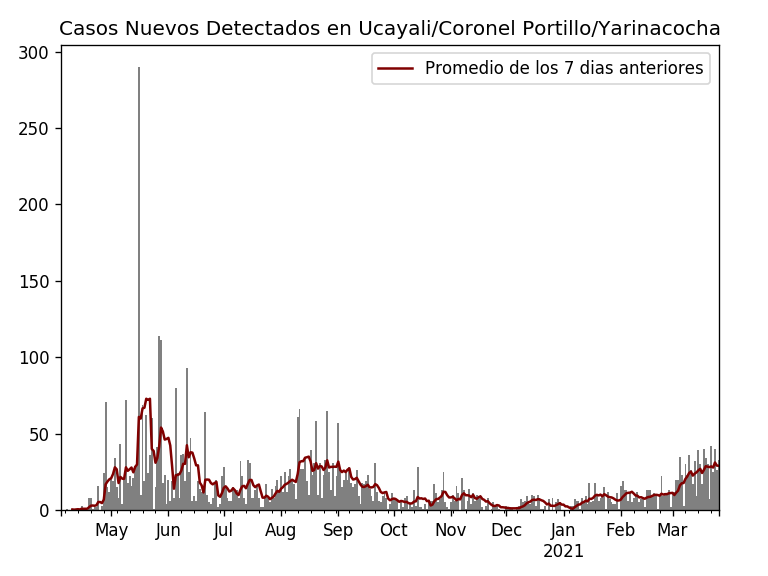 Casos Nuevos Detectados en Ucayali/Coronel Portillo/Yarinacocha
Promedio de los 7 dias anteriores
300
250
200
150
100
50
0
May Jun Jul Aug Sep Oct Nov Dec Jan Feb Mar
2021